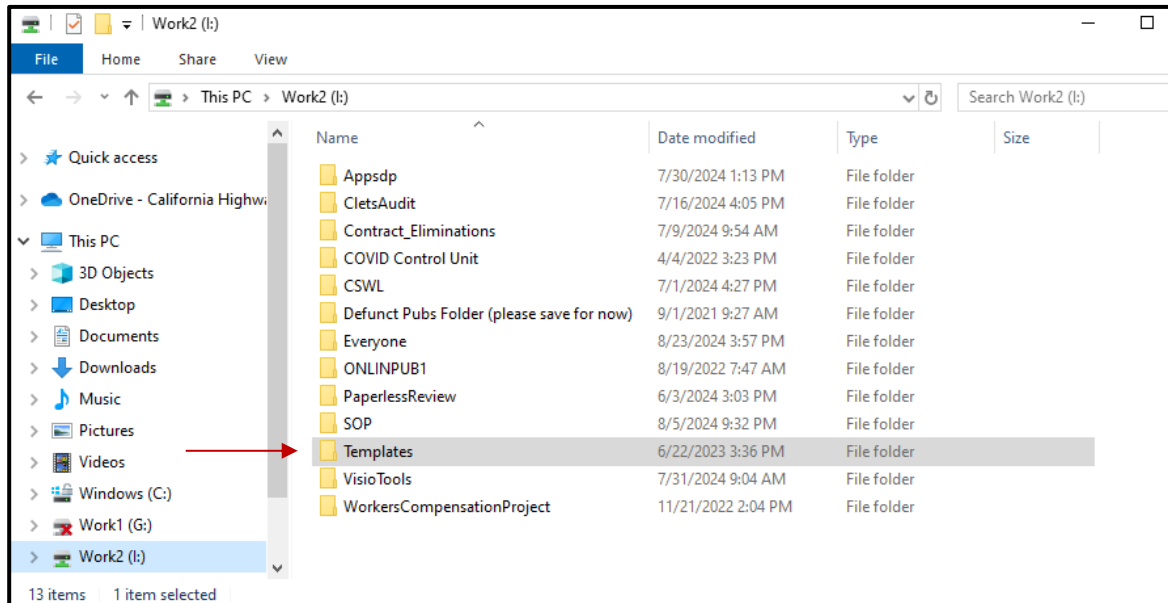 Work2 (I:)
File Home Share View
This PC > Work2 (I:) Search Work2 (I:)
Name Date modified Type Size
Quick access
OneDrive - California Highwa
This PC
3D Objects
Desktop
Documents
Downloads
Music
Pictures
Videos
Windows (C:)
Work1 (G:)
Work2 (I:)
Appsdp 7/30/2024 1:13 PM File folder
CletsAudit 7/16/2024 4:05 PM File folder
Contract_Eliminations 7/9/2024 9:54 AM File folder
COVID Control Unit 4/4/2022 3:23 PM File folder
CSWL 7/1/2024 4:27 PM File folder
Defunct Pubs Folder (please save for now) 9/1/2021 9:27 AM File folder
Everyone 8/23/2024 3:57 PM File folder
ONLINPUB1 8/19/2022 7:47 AM File folder
PaperlessReview 6/3/2024 3:03 PM File folder
SOP 8/5/2024 9:32 PM File folder
Templates 6/22/2023 3:36 PM File folder
VisioTools 7/31/2024 9:04 AM File folder
WorkersCompensationProject 11/21/2022 2:04 PM File folder
13 items 1 item selected